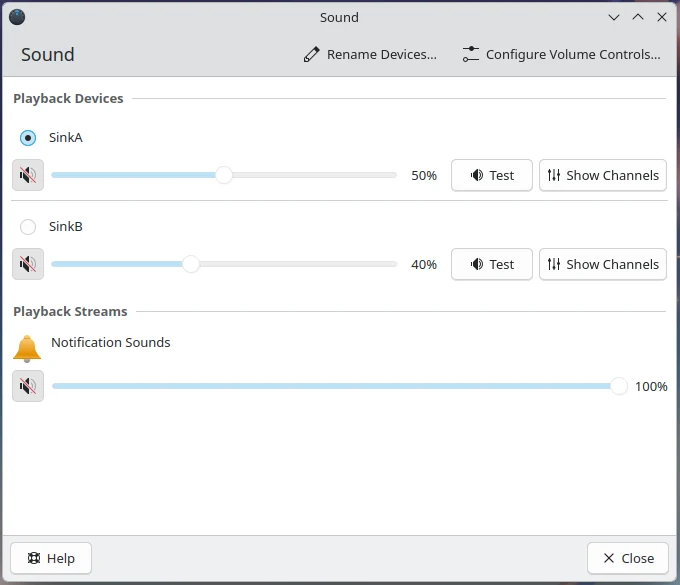 Sound
Sound
Rename Devices...
Configure Volume Controls...
Playback Devices
SinkA
50%
Test
Show Channels
SinkB
40%
Test
Show Channels
Playback Streams
Notification Sounds
100%
Help
Close